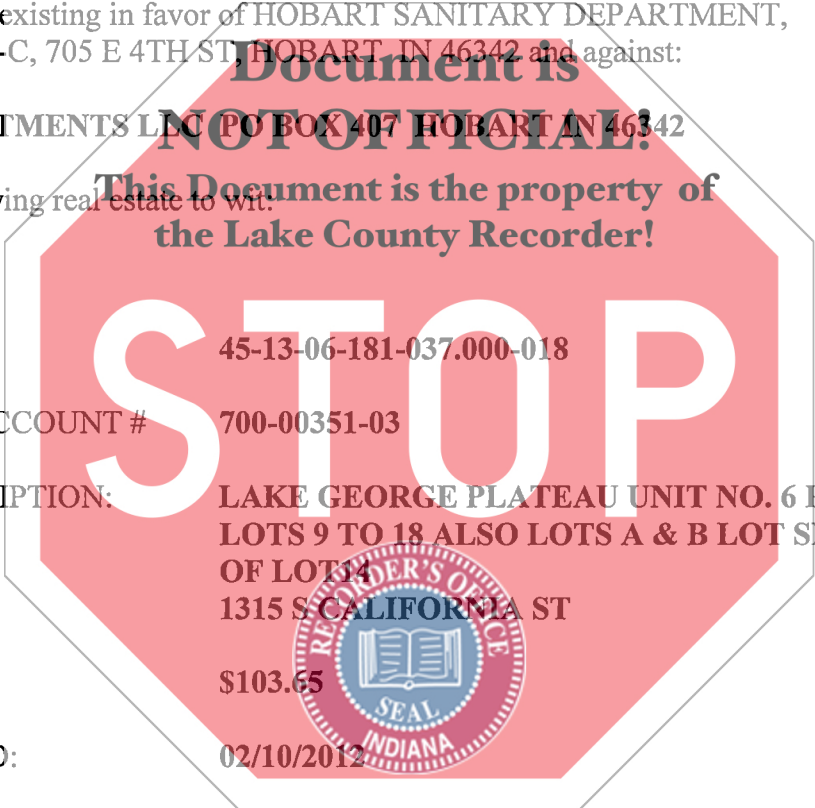 existing in favor of HOBART SANITARY DEPARTMENT,
-C, 705 E 4TH ST, HOBART, IN 46342 and against:
Document is
TMENTS LLC PO BOX 407 HOBART IN 46342
NOT OFFICIAL!
This Document is the property of
ving real estate to wit:
the Lake County Recorder!
STOP
45-13-06-181-037.000-018
CCOUNT # 700-00351-03
IPTION: LAKE GEORGE PLATEAU UNIT NO. 6
LOTS 9 TO 18 ALSO LOTS A & B LOT
OF LOT14
1315 S CALIFORNIA ST
RECORDER'S OFFICE
$103.65
SEAL
INDIANA
D: 02/10/2012